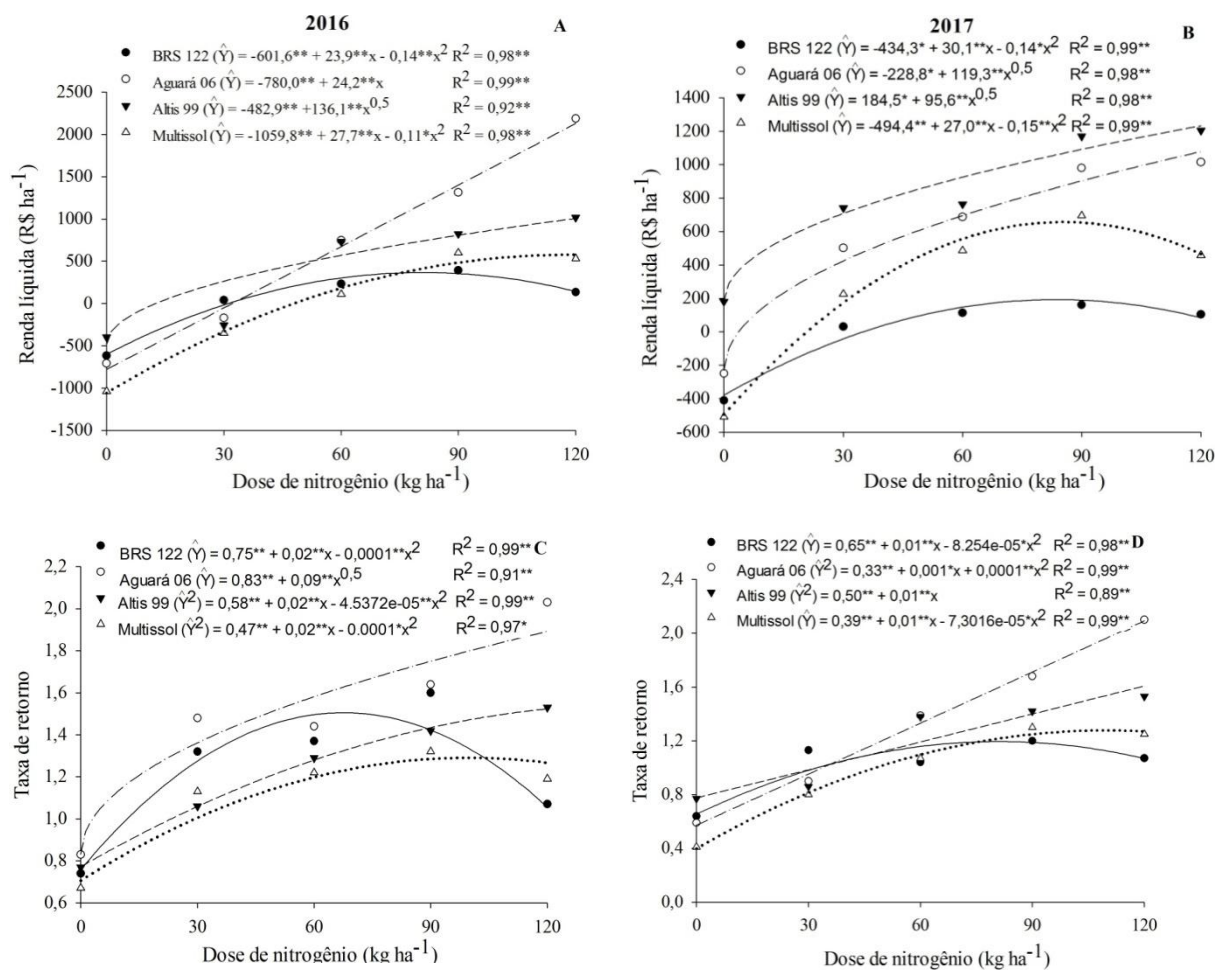 2016
A
BRS 122 (Ŷ) = -601,6** + 23,9**x - 0,14**x² R² = 0,98**
Aguará 06 (Ŷ) = -780,0** + 24,2**x R² = 0,99**
Altis 99 (Ŷ) = -482,9** +136,1**x^0,5 R² = 0,92**
Multissol (Ŷ) = -1059,8** + 27,7**x - 0,11*x² R² = 0,98**
Renda líquida (R$ ha⁻¹)
2500
2000
1500
1000
500
0
-500
-1000
-1500
0 30 60 90 120
Dose de nitrogênio (kg ha⁻¹)
2017
B
BRS 122 (Ŷ) = -434,3* + 30,1**x - 0,14*x² R² = 0,99**
Aguará 06 (Ŷ) = -228,8* + 119,3**x^0,5 R² = 0,98**
Altis 99 (Ŷ) = 184,5* + 95,6**x^0,5 R² = 0,98**
Multissol (Ŷ) = -494,4** + 27,0**x - 0,15**x² R² = 0,99**
Renda líquida (R$ ha⁻¹)
1400
1200
1000
800
600
400
200
0
-200
-400
-600
0 30 60 90 120
Dose de nitrogênio (kg ha⁻¹)
BRS 122 (Ŷ) = 0,75** + 0,02**x - 0,0001**x² R² = 0,99** C
Aguará 06 (Ŷ) = 0,83** + 0,09**x^0,5 R² = 0,91**
Altis 99 (Ŷ²) = 0,58** + 0,02**x - 4.5372e-05**x² R² = 0,99**
Multissol (Ŷ²) = 0,47** + 0,02**x - 0.0001*x² R² = 0,97*
Taxa de retorno
2,2
2,0
1,8
1,6
1,4
1,2
1,0
0,8
0,6
0 30 60 90 120
Dose de nitrogênio (kg ha⁻¹)
BRS 122 (Ŷ) = 0,65** + 0,01**x - 8.254e-05*x² R² = 0,98** D
Aguará 06 (Ŷ²) = 0,33** + 0,001*x + 0,0001**x² R² = 0,99**
Altis 99 (Ŷ²) = 0,50** + 0,01**x R² = 0,89**
Multissol (Ŷ) = 0,39** + 0,01**x - 7,3016e-05*x² R² = 0,99**
Taxa de retorno
2,4
2,0
1,6
1,2
0,8
0,4
0,0
0 30 60 90 120
Dose de nitrogênio (kg ha⁻¹)